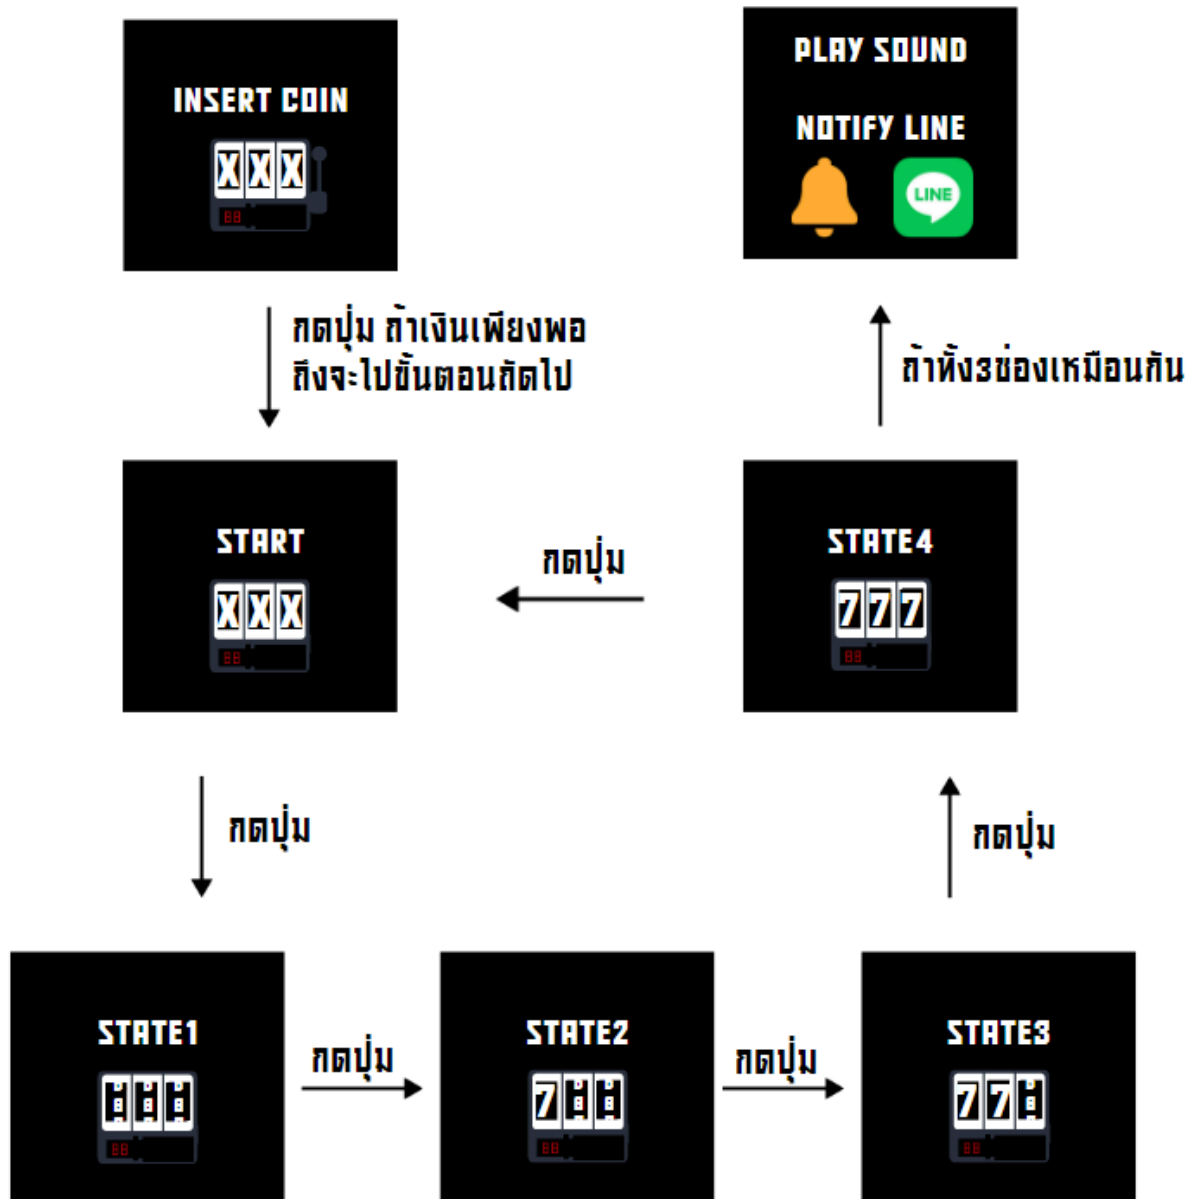 INSERT COIN
XXX
กดปุ่ม ถ้าเงินเพียงพอ
ถึงจะไปขั้นตอนถัดไป
START
XXX
กดปุ่ม
STATE1
กดปุ่ม
STATE2
7
กดปุ่ม
STATE3
77
กดปุ่ม
STATE4
777
กดปุ่ม
ถ้าทั้ง3ช่องเหมือนกัน
PLAY SOUND
NOTIFY LINE
LINE